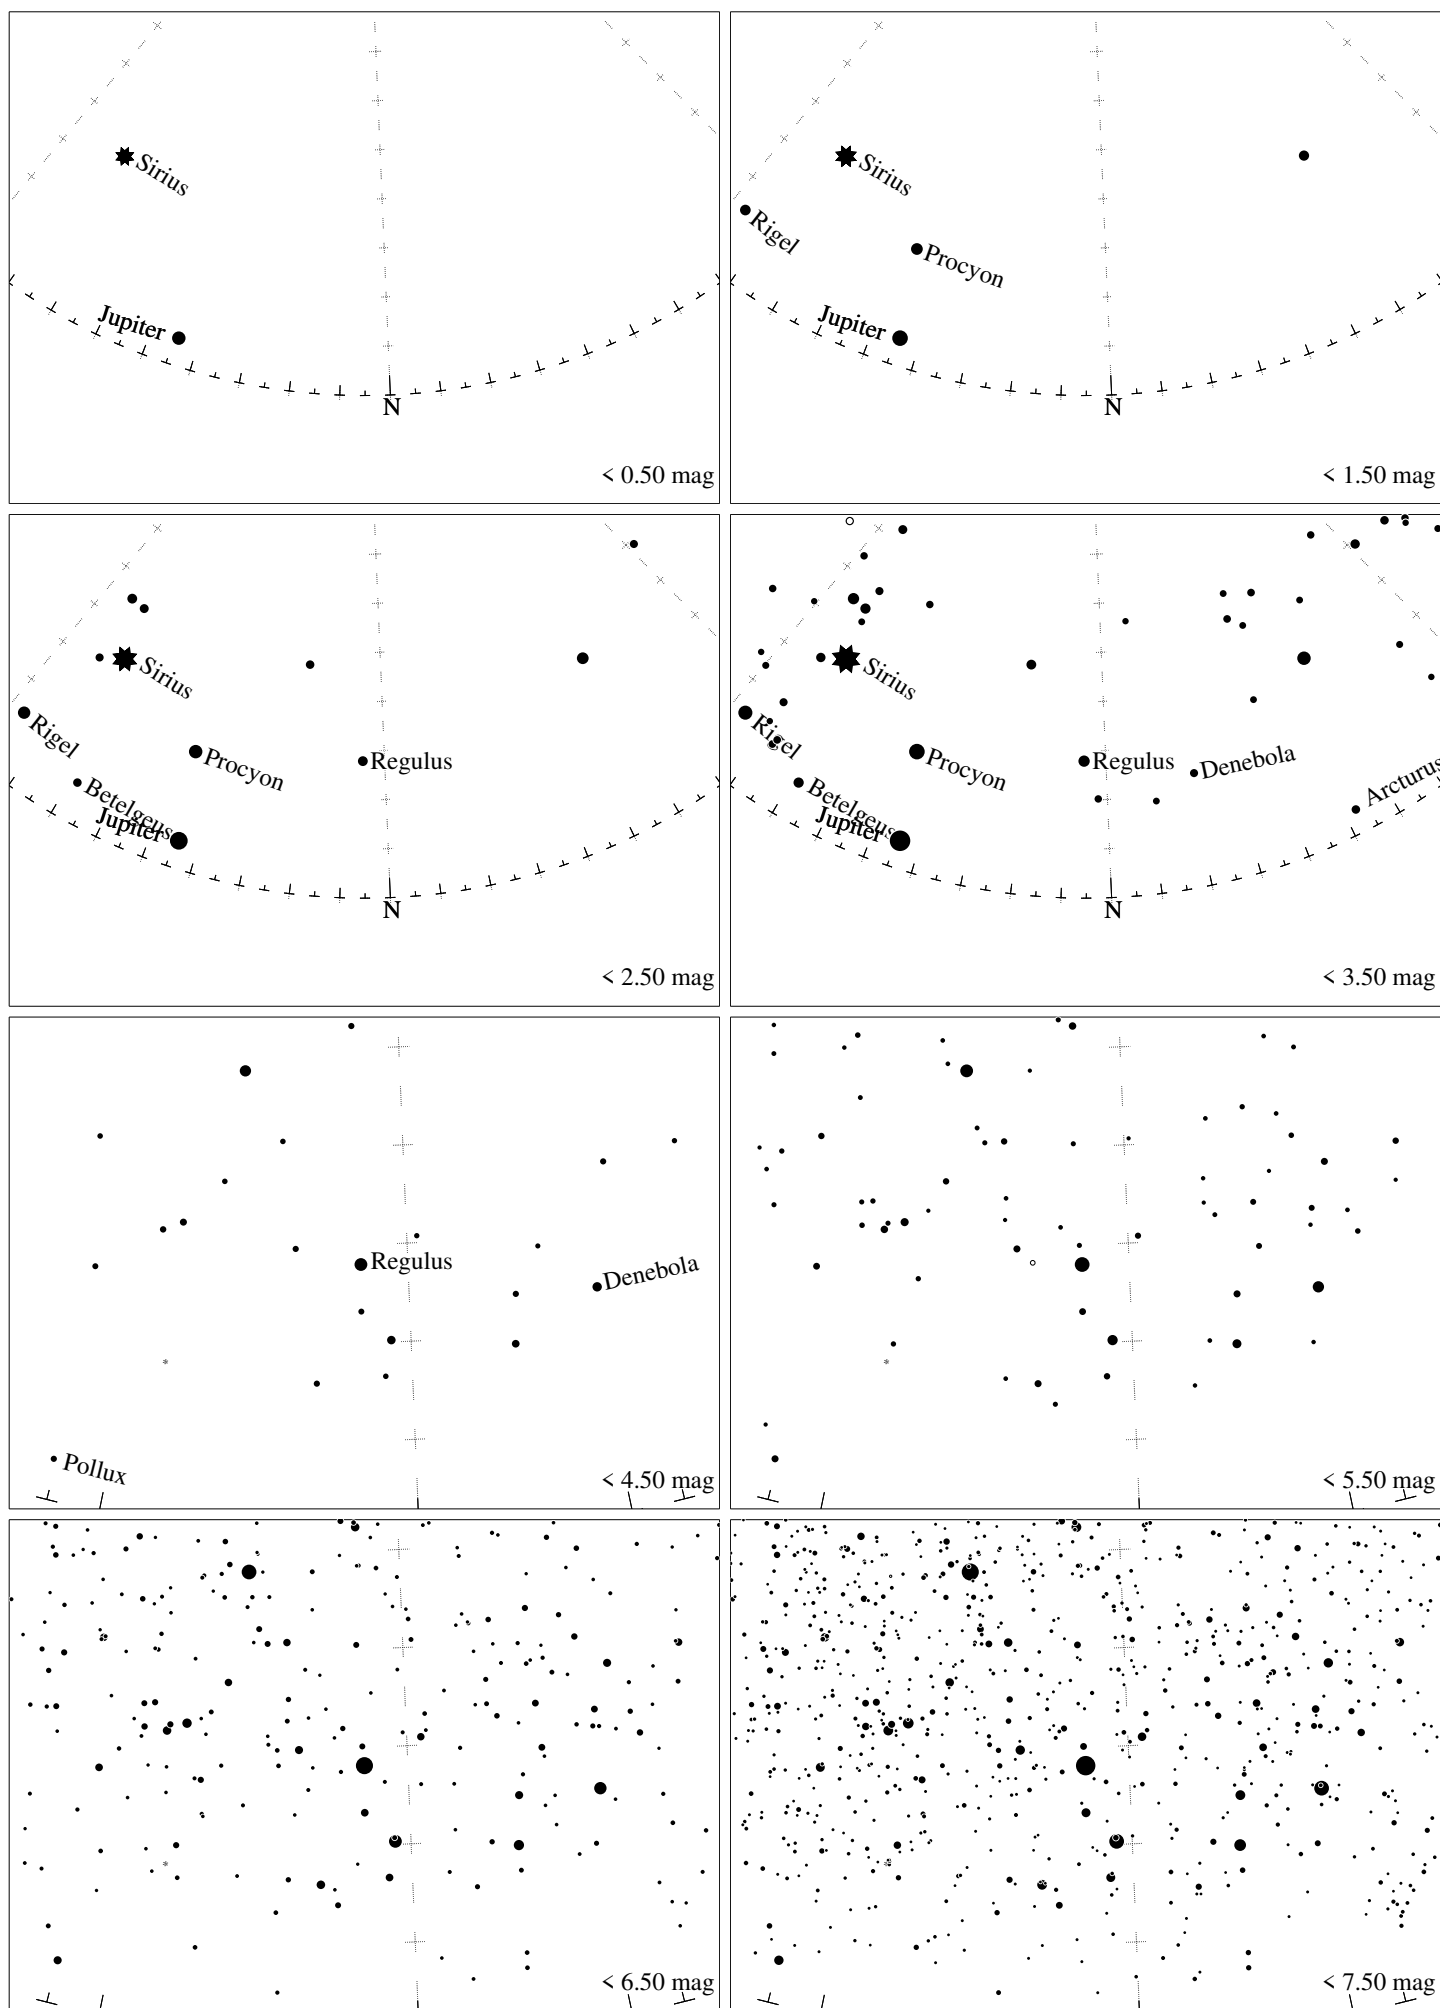 Sirius
Jupiter
N
< 0.50 mag
Sirius
Rigel
Procyon
Jupiter
N
< 1.50 mag
Sirius
Rigel
Procyon
Regulus
Betelgeus
Jupiter
N
< 2.50 mag
Sirius
Rigel
Procyon
Regulus
Denebola
Arcturus
Betelgeus
Jupiter
N
< 3.50 mag
Regulus
Denebola
Pollux
< 4.50 mag
< 5.50 mag
< 6.50 mag
< 7.50 mag